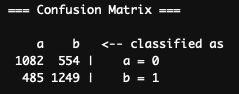 === Confusion Matrix ===
a b <-- classified as
1082 554 | a = 0
485 1249 | b = 1